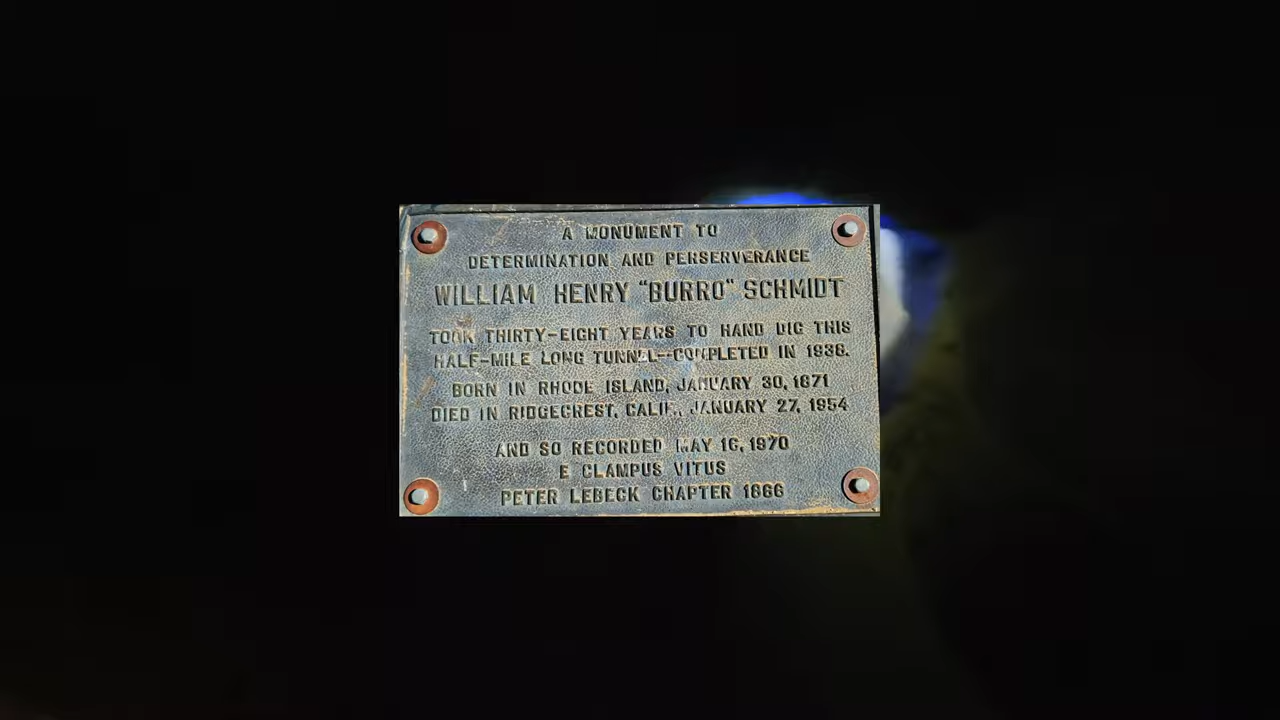 A MONUMENT TO
DETERMINATION AND PERSERVERANCE
WILLIAM HENRY "BURRO" SCHMIDT
TOOK THIRTY-EIGHT YEARS TO HAND DIG THIS
HALF-MILE LONG TUNNEL--COMPLETED IN 1938.
BORN IN RHODE ISLAND, JANUARY 30, 1871
DIED IN RIDGECREST, CALIF., JANUARY 27, 1954
AND SO RECORDED MAY 16, 1970
E CLAMPUS VITUS
PETER LEBECK CHAPTER 1866